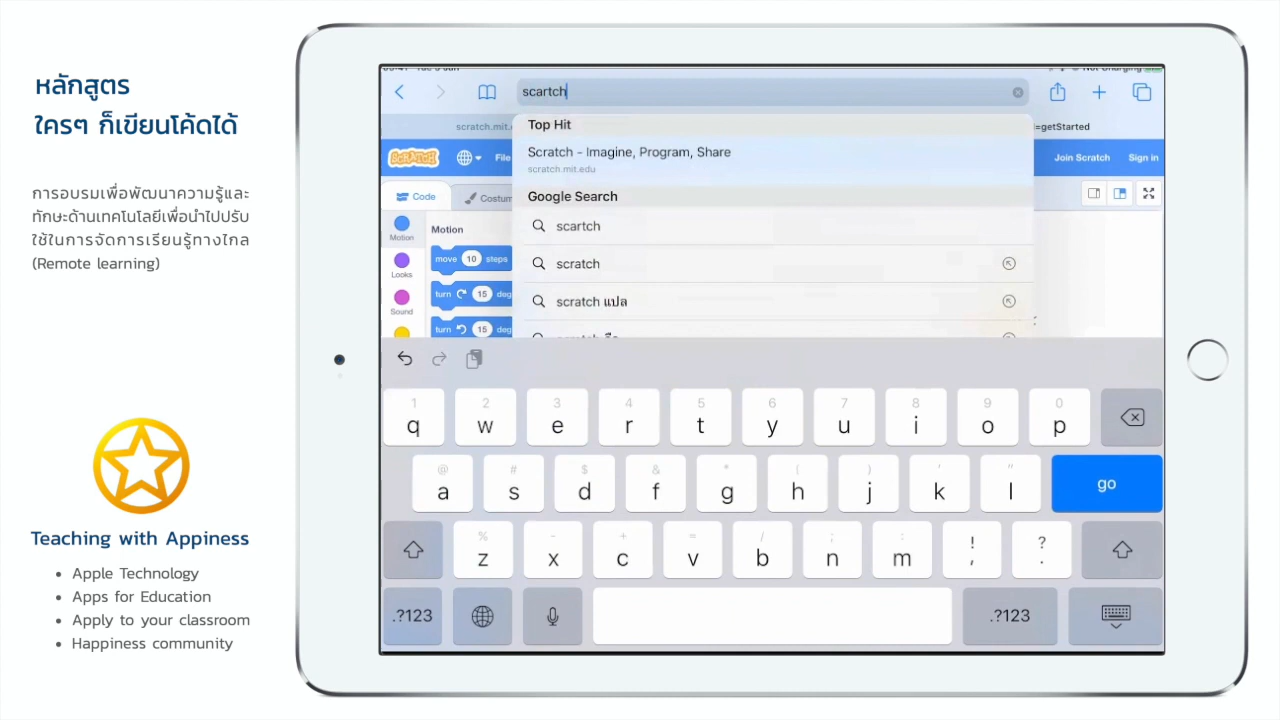 หลักสูตร
ใครๆ ก็เขียนโค้ดได้
การอบรมเพื่อพัฒนาความรู้และ
ทักษะด้านเทคโนโลยีเพื่อนำไปปรับ
ใช้ในการจัดการเรียนรู้ทางไกล
(Remote learning)
Teaching with Appiness
• Apple Technology
• Apps for Education
• Apply to your classroom
• Happiness community
Not Charging
scartch
scratch.mit.
=getStarted
Top Hit
Scratch - Imagine, Program, Share
scratch.mit.edu
Google Search
scartch
scratch
scratch แปล
SCRATCH
File
Join Scratch
Sign in
Code
Costum
Motion
Looks
Sound
Motion
move 10 steps
turn 15 deg
turn 15 deg
1 2 3 4 5 6 7 8 9 0
q w e r t y u i o p
@ # $ & * ( ) ' "
a s d f g h j k l go
% - + = / ; : ! ?
z x c v b n m , .
.?123 .?123